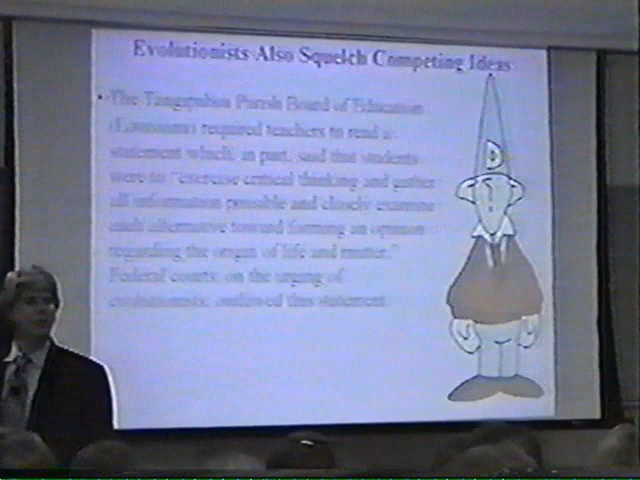 Evolutionists Also Squelch Competing Ideas
• The Tangipahoa Parish Board of Education
(Louisiana) required teachers to read a
statement which, in part, said that students
were to "exercise critical thinking and gather
all information possible and closely examine
each alternative toward forming an opinion
regarding the origin of life and matter."
Federal courts, on the urging of
evolutionists, outlawed this statement
D